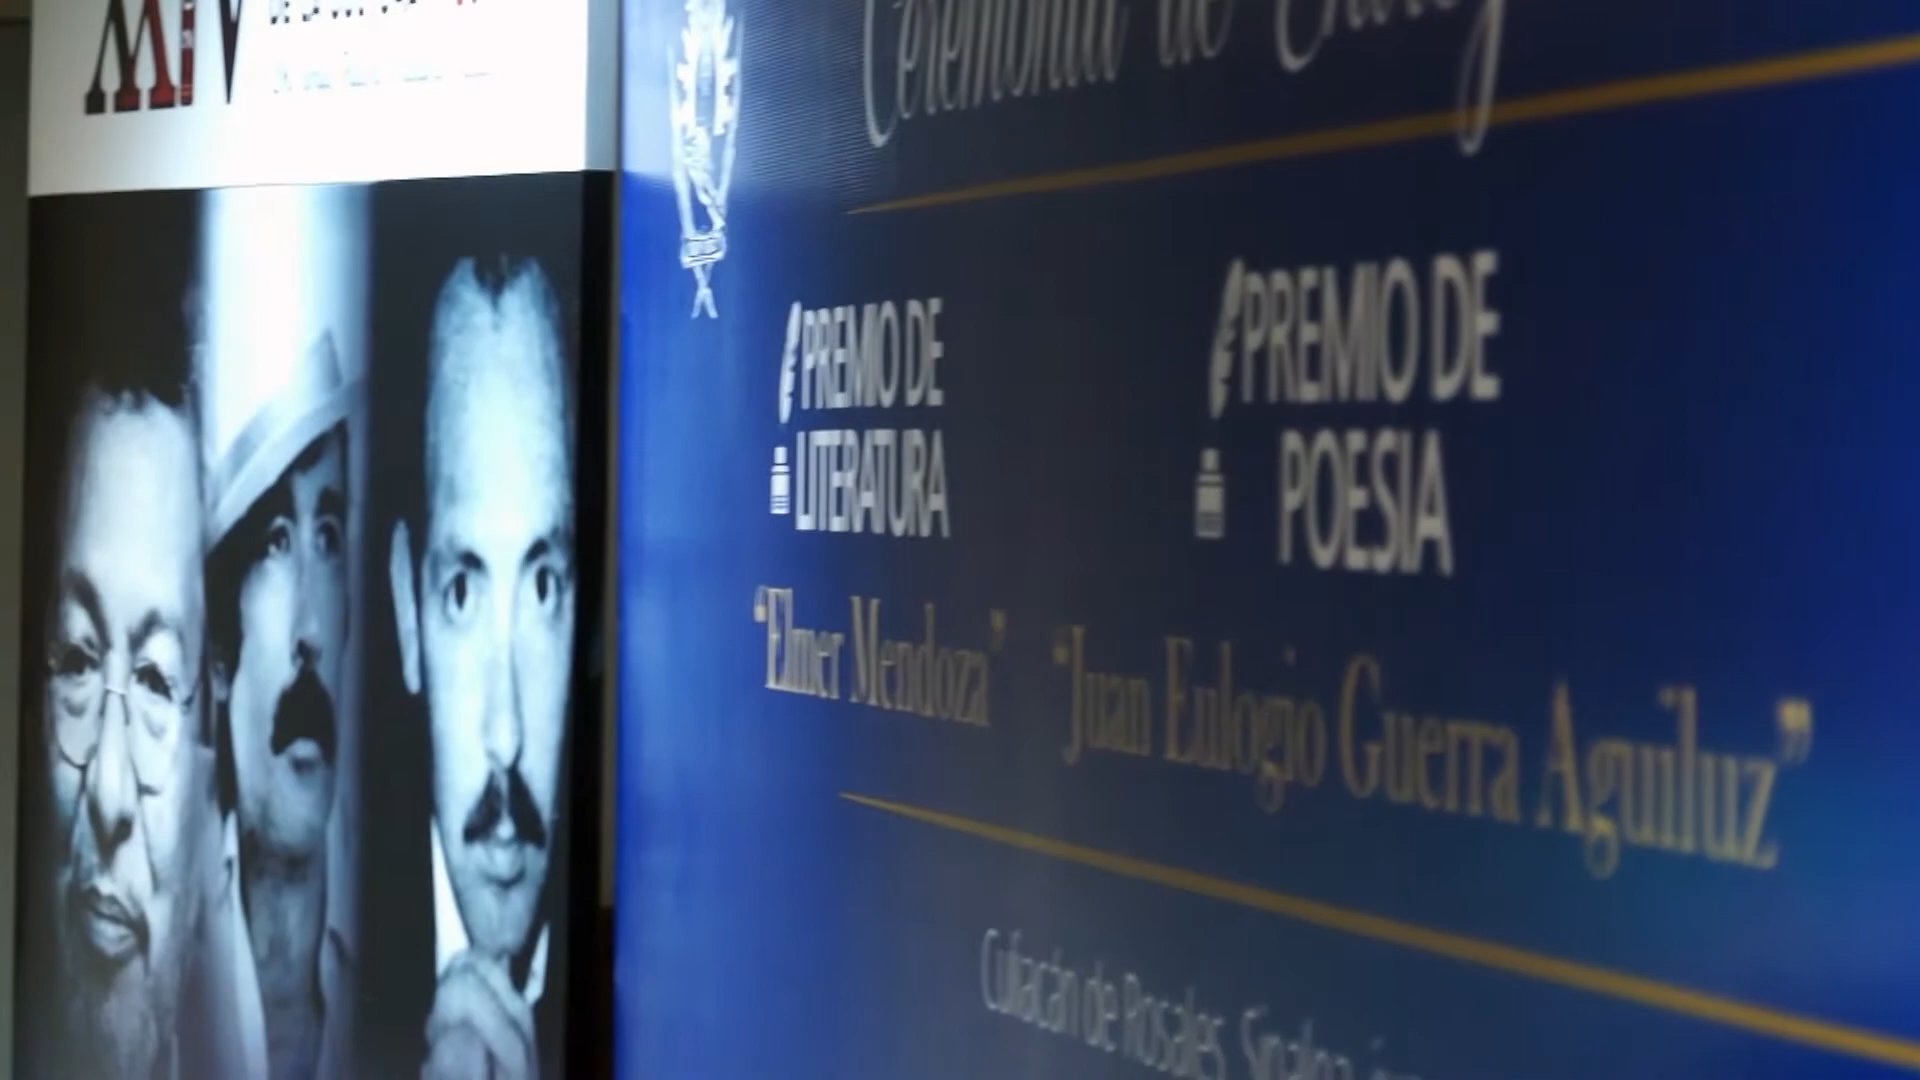 Ceremonia de
PREMIO DE
LITERATURA
"Elmer Mendoza"
PREMIO DE
POESIA
"Juan Eulogio Guerra Aguiluz"
Culiacán de Rosales, Sinaloa,